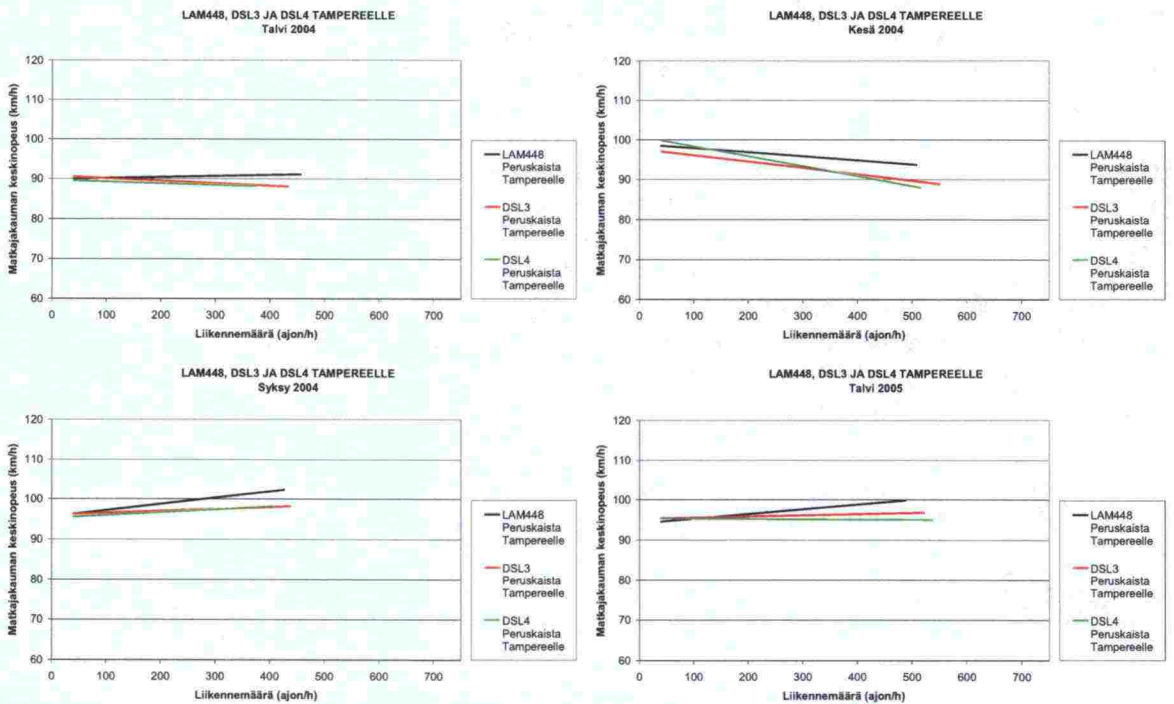 LAM448, DSL3 JA DSL4 TAMPEREELLE
Talvi 2004
Matkajakauman keskinopeus (km/h)
120
110
100
90
80
70
60
0 100 200 300 400 500 600 700
Liikennemäärä (ajon/h)
LAM448
Peruskaista
Tampereelle
DSL3
Peruskaista
Tampereelle
DSL4
Peruskaista
Tampereelle
LAM448, DSL3 JA DSL4 TAMPEREELLE
Kesä 2004
Matkajakauman keskinopeus (km/h)
120
110
100
90
80
70
60
0 100 200 300 400 500 600 700
Liikennemäärä (ajon/h)
LAM448
Peruskaista
Tampereelle
DSL3
Peruskaista
Tampereelle
DSL4
Peruskaista
Tampereelle
LAM448, DSL3 JA DSL4 TAMPEREELLE
Syksy 2004
Matkajakauman keskinopeus (km/h)
120
110
100
90
80
70
60
0 100 200 300 400 500 600 700
Liikennemäärä (ajon/h)
LAM448
Peruskaista
Tampereelle
DSL3
Peruskaista
Tampereelle
DSL4
Peruskaista
Tampereelle
LAM448, DSL3 JA DSL4 TAMPEREELLE
Talvi 2005
Matkajakauman keskinopeus (km/h)
120
110
100
90
80
70
60
0 100 200 300 400 500 600 700
Liikennemäärä (ajon/h)
LAM448
Peruskaista
Tampereelle
DSL3
Peruskaista
Tampereelle
DSL4
Peruskaista
Tampereelle